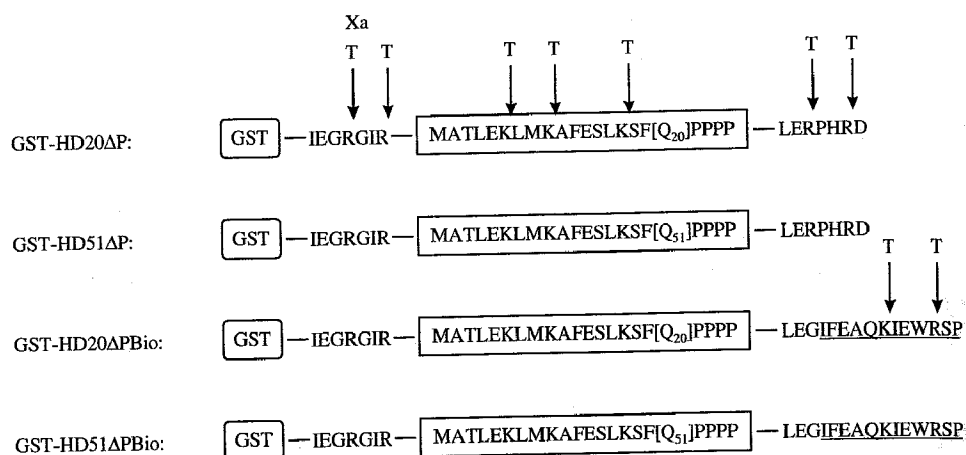 Xa
T T T T T T T
GST-HD20ΔP: GST IEGRGIR MATLEKLMKAFESLKSF[Q₂₀]PPPP LERPHRD
GST-HD51ΔP: GST IEGRGIR MATLEKLMKAFESLKSF[Q₅₁]PPPP LERPHRD
T T
GST-HD20ΔPBio: GST IEGRGIR MATLEKLMKAFESLKSF[Q₂₀]PPPP LEGIFEAQKIEWRSP
GST-HD51ΔPBio: GST IEGRGIR MATLEKLMKAFESLKSF[Q₅₁]PPPP LEGIFEAQKIEWRSP